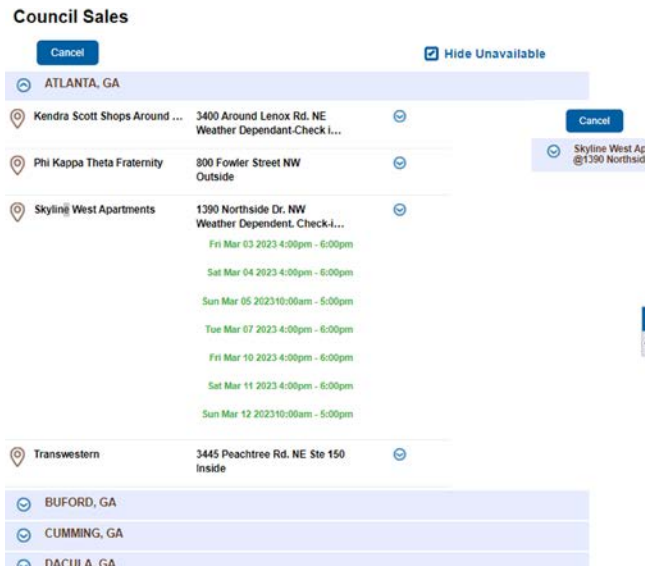 Council Sales
Cancel
Hide Unavailable
ATLANTA, GA
Kendra Scott Shops Around ...
3400 Around Lenox Rd. NE
Weather Dependant-Check i...
Phi Kappa Theta Fraternity
800 Fowler Street NW
Outside
Skyline West Apartments
1390 Northside Dr. NW
Weather Dependent. Check-i...
Fri Mar 03 2023 4:00pm - 6:00pm
Sat Mar 04 2023 4:00pm - 6:00pm
Sun Mar 05 202310:00am - 5:00pm
Tue Mar 07 2023 4:00pm - 6:00pm
Fri Mar 10 2023 4:00pm - 6:00pm
Sat Mar 11 2023 4:00pm - 6:00pm
Sun Mar 12 202310:00am - 5:00pm
Transwestern
3445 Peachtree Rd. NE Ste 150
Inside
BUFORD, GA
CUMMING, GA
DACULA, GA
Cancel
Skyline West Ap
@1390 Northsid